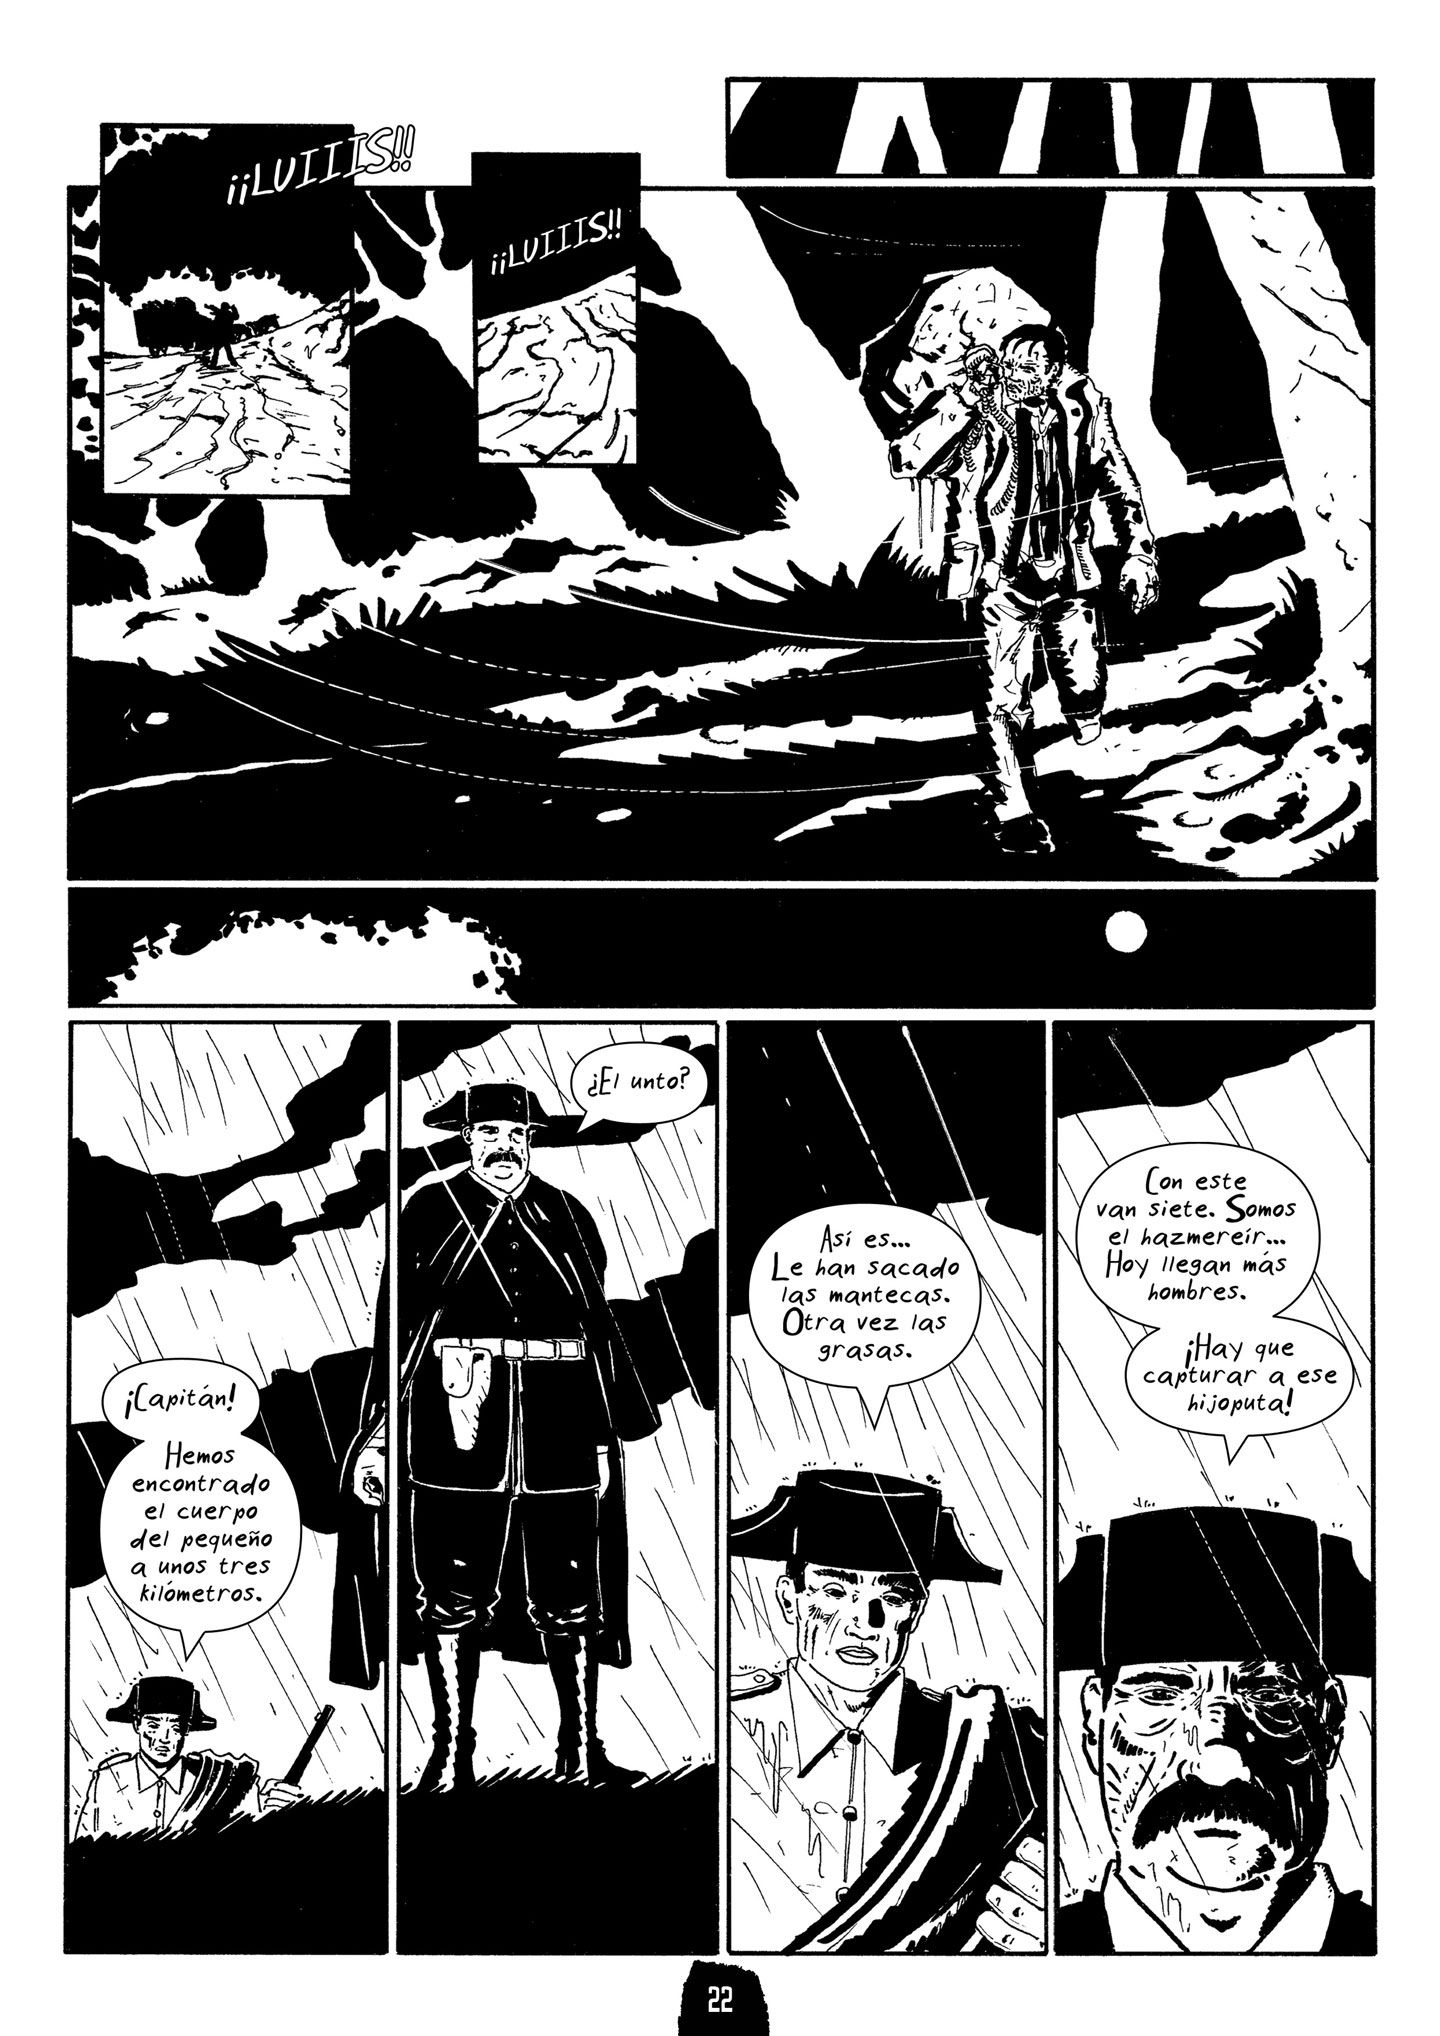 ¡¡LUIIIS!!
¡¡LUIIIS!!
¡Capitán!
Hemos
encontrado
el cuerpo
del pequeño
a unos tres
kilómetros.
¿El unto?
Así es...
Le han sacado
las mantecas.
Otra vez las
grasas.
Con este
van siete. Somos
el hazmereír...
Hoy llegan más
hombres.
¡Hay que
capturar a ese
hijoputa!
22